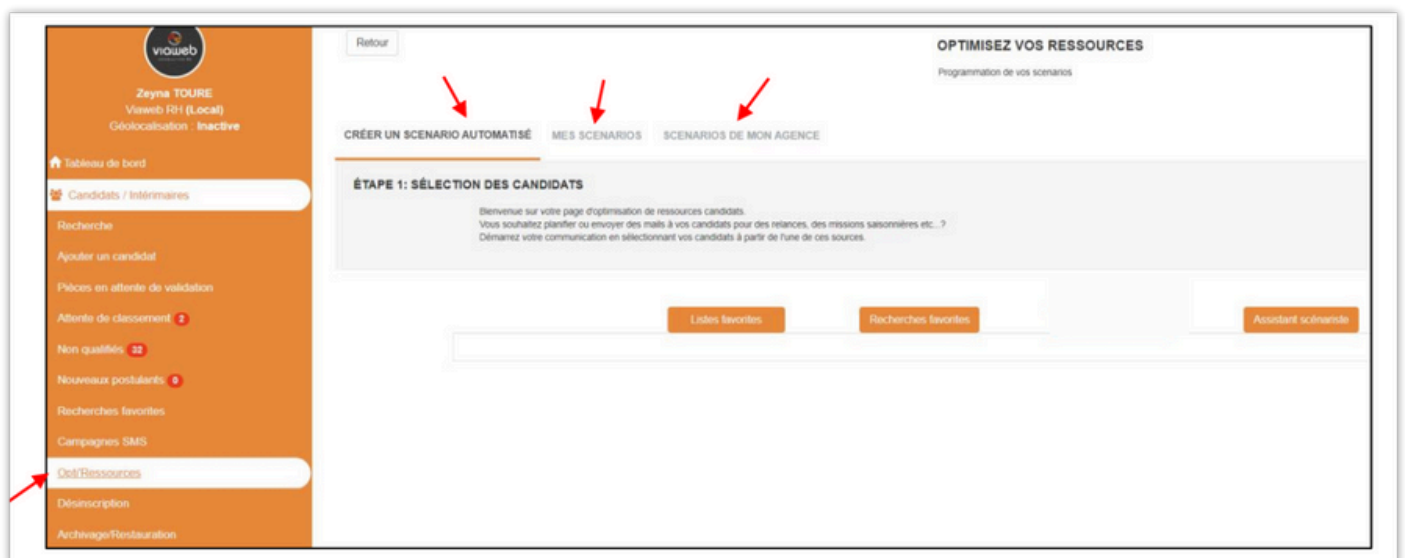 viaweb
Zeyna TOURE
Viaweb RH (Local)
Géolocalisation : Inactive
Tableau de bord
Candidats / Intérimaires
Recherche
Ajouter un candidat
Pièces en attente de validation
Attente de classement 2
Non qualifiés 32
Nouveaux postulants 0
Recherches favorites
Campagnes SMS
Opti'Ressources
Désinscription
Archivage/Restauration
Retour
OPTIMISEZ VOS RESSOURCES
Programmation de vos scenarios
CRÉER UN SCENARIO AUTOMATISÉ MES SCENARIOS SCENARIOS DE MON AGENCE
ÉTAPE 1: SÉLECTION DES CANDIDATS
Bienvenue sur votre page d'optimisation de ressources candidats.
Vous souhaitez planifier ou envoyer des mails à vos candidats pour des relances, des missions saisonnières etc...?
Démarrez votre communication en sélectionnant vos candidats à partir de l'une de ces sources.
Listes favorites Recherches favorites Assistant scénariste